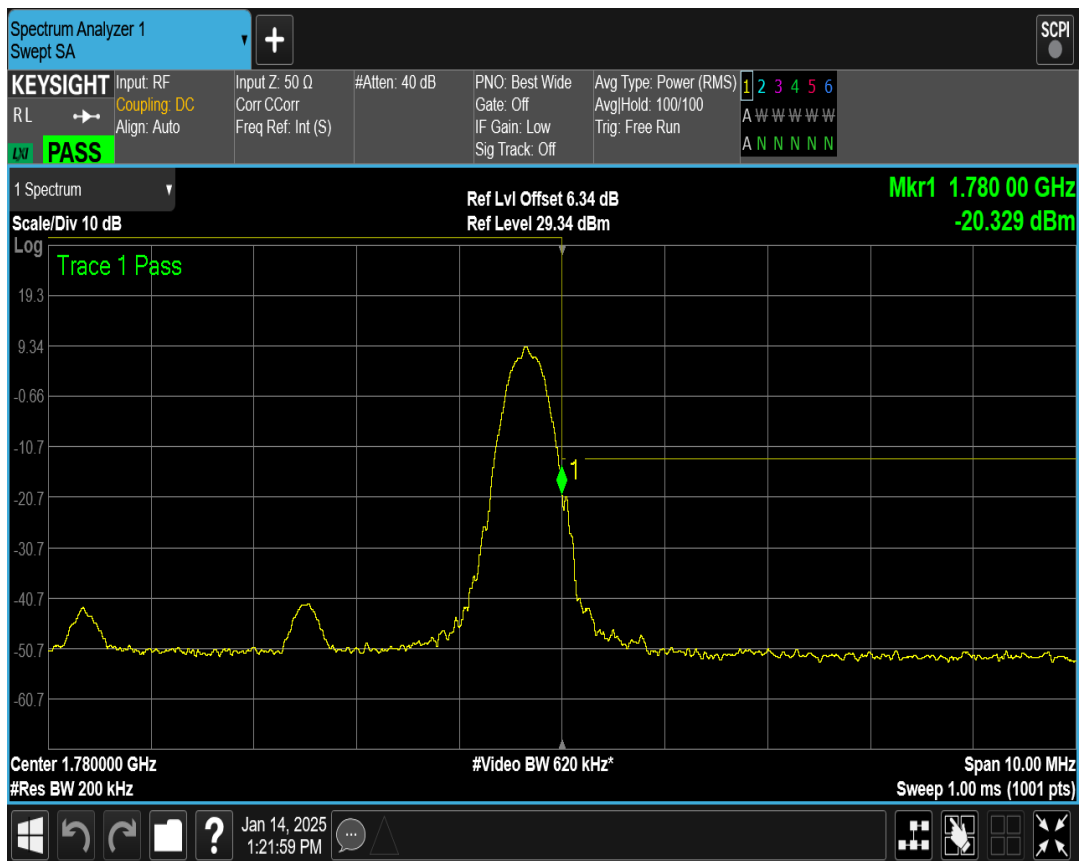 Spectrum Analyzer 1
Swept SA
+
SCPI
KEYSIGHT
RL
LXI PASS
Input: RF
Coupling: DC
Align: Auto
Input Z: 50 Ω
Corr CCorr
Freq Ref: Int (S)
#Atten: 40 dB
PNO: Best Wide
Gate: Off
IF Gain: Low
Sig Track: Off
Avg Type: Power (RMS)
Avg|Hold: 100/100
Trig: Free Run
1 2 3 4 5 6
A W W W W W
A N N N N N
1 Spectrum
Scale/Div 10 dB
Ref Lvl Offset 6.34 dB
Ref Level 29.34 dBm
Mkr1 1.780 00 GHz
-20.329 dBm
Log
Trace 1 Pass
19.3
9.34
-0.66
-10.7
1
-20.7
-30.7
-40.7
-50.7
-60.7
Center 1.780000 GHz
#Res BW 200 kHz
#Video BW 620 kHz*
Span 10.00 MHz
Sweep 1.00 ms (1001 pts)
?
Jan 14, 2025
1:21:59 PM